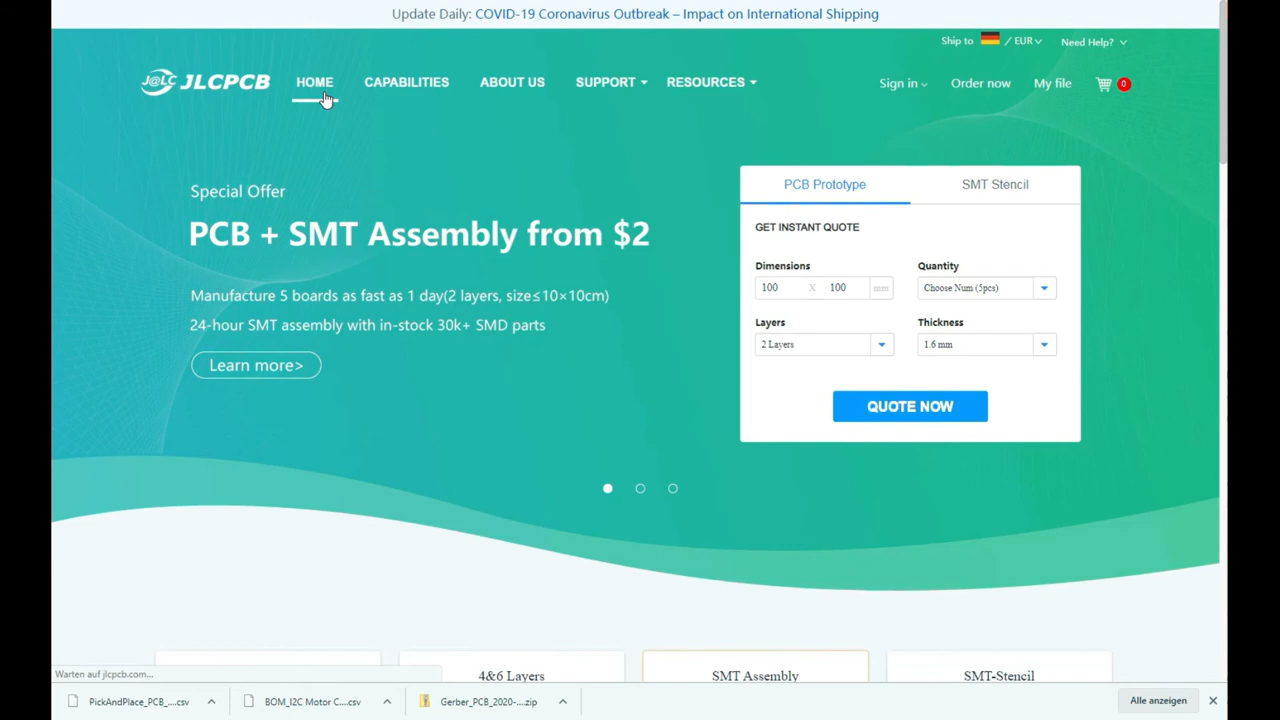 Update Daily: COVID-19 Coronavirus Outbreak – Impact on International Shipping
Ship to / EUR Need Help?
J@LC JLCPCB HOME CAPABILITIES ABOUT US SUPPORT RESOURCES Sign in Order now My file 0
Special Offer
PCB + SMT Assembly from $2
Manufacture 5 boards as fast as 1 day(2 layers, size≤10×10cm)
24-hour SMT assembly with in-stock 30k+ SMD parts
Learn more>
PCB Prototype SMT Stencil
GET INSTANT QUOTE
Dimensions Quantity
100 X 100 mm Choose Num (5pcs)
Layers Thickness
2 Layers 1.6 mm
QUOTE NOW
4&6 Layers SMT Assembly SMT-Stencil
Warten auf jlcpcb.com...
PickAndPlace_PCB_....csv BOM_I2C Motor C....csv Gerber_PCB_2020-....zip Alle anzeigen